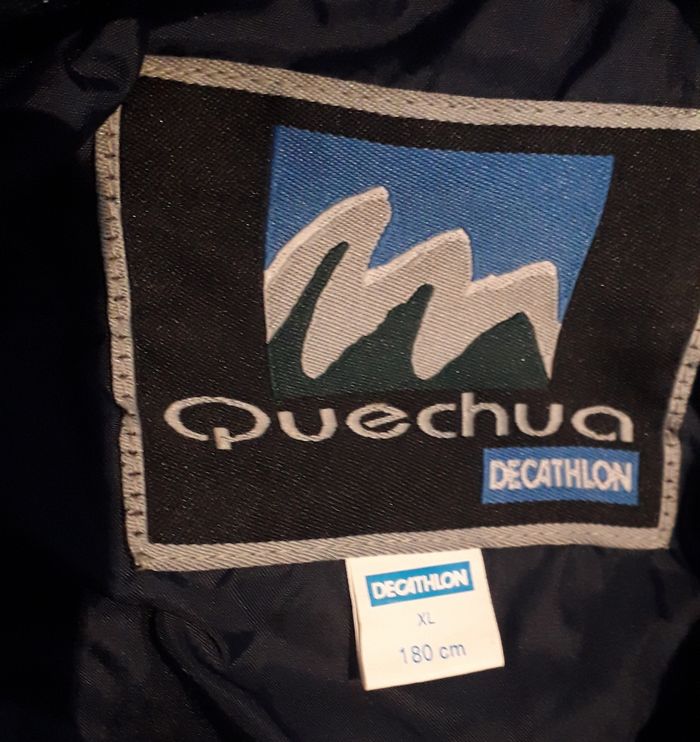 Quechua
DECATHLON
DECATHLON
XL
180 cm